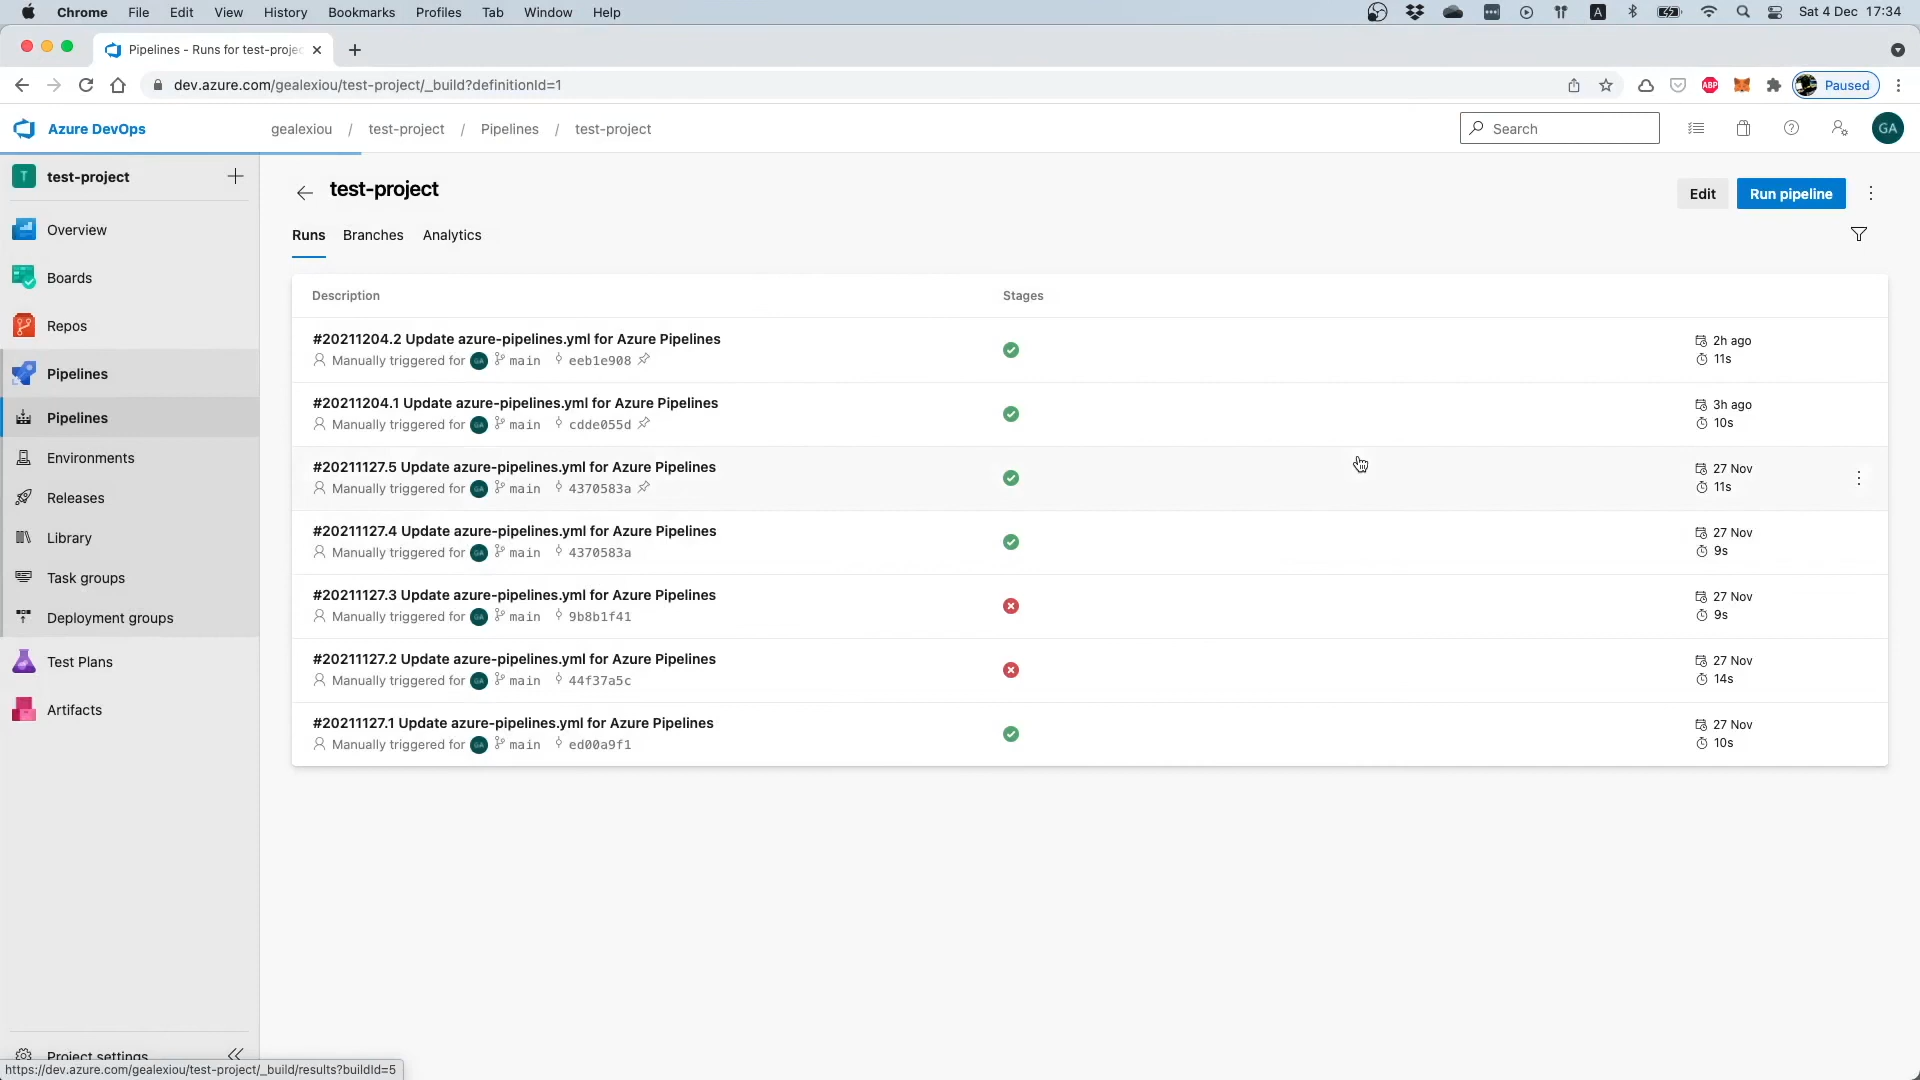 Chrome File Edit View History Bookmarks Profiles Tab Window Help A Sat 4 Dec 17:34
Pipelines - Runs for test-projec
dev.azure.com/gealexiou/test-project/_build?definitionId=1 ABP Paused
Azure DevOps gealexiou / test-project / Pipelines / test-project Search GA
T test-project
Overview
Boards
Repos
Pipelines
Pipelines
Environments
Releases
Library
Task groups
Deployment groups
Test Plans
Artifacts
Project settings
https://dev.azure.com/gealexiou/test-project/_build/results?buildId=5
test-project
Edit Run pipeline
Runs Branches Analytics
Description Stages
#20211204.2 Update azure-pipelines.yml for Azure Pipelines 2h ago
Manually triggered for GA main eeb1e908 11s
#20211204.1 Update azure-pipelines.yml for Azure Pipelines 3h ago
Manually triggered for GA main cdde055d 10s
#20211127.5 Update azure-pipelines.yml for Azure Pipelines 27 Nov
Manually triggered for GA main 4370583a 11s
#20211127.4 Update azure-pipelines.yml for Azure Pipelines 27 Nov
Manually triggered for GA main 4370583a 9s
#20211127.3 Update azure-pipelines.yml for Azure Pipelines 27 Nov
Manually triggered for GA main 9b8b1f41 9s
#20211127.2 Update azure-pipelines.yml for Azure Pipelines 27 Nov
Manually triggered for GA main 44f37a5c 14s
#20211127.1 Update azure-pipelines.yml for Azure Pipelines 27 Nov
Manually triggered for GA main ed00a9f1 10s